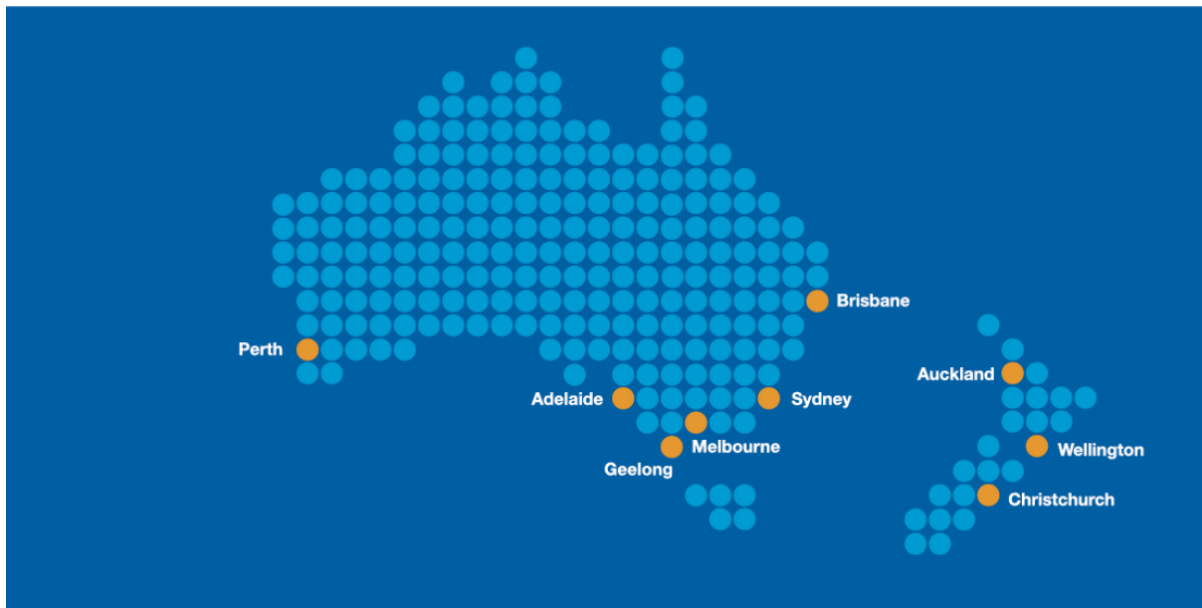 Brisbane
Perth
Auckland
Adelaide
Sydney
Melbourne
Wellington
Geelong
Christchurch